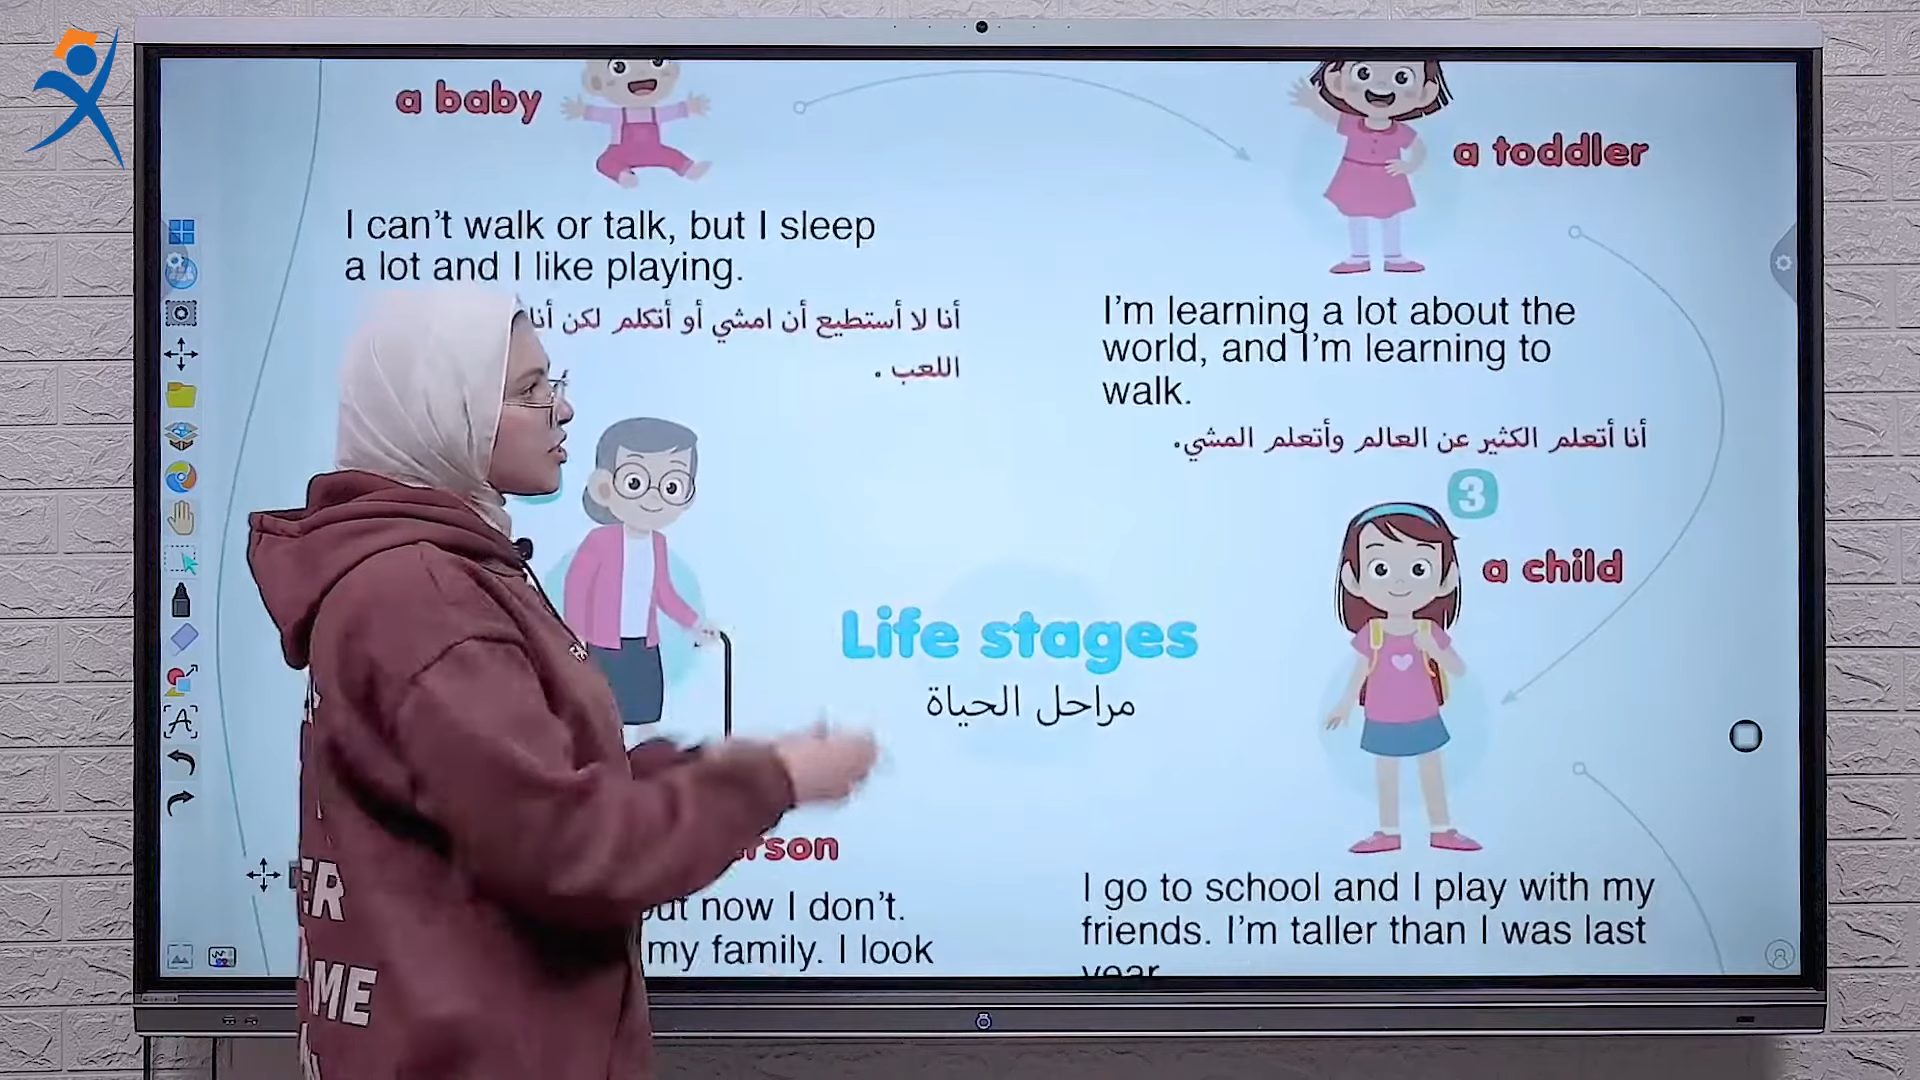 a baby
I can't walk or talk, but I sleep
a lot and I like playing.
أنا لا أستطيع أن امشي أو أتكلم لكن أنا
اللعب .
a toddler
I'm learning a lot about the
world, and I'm learning to
walk.
أنا أتعلم الكثير عن العالم وأتعلم المشي.
3
a child
I go to school and I play with my
friends. I'm taller than I was last
year
Life stages
مراحل الحياة
now I don't.
my family. I look
ER
ME